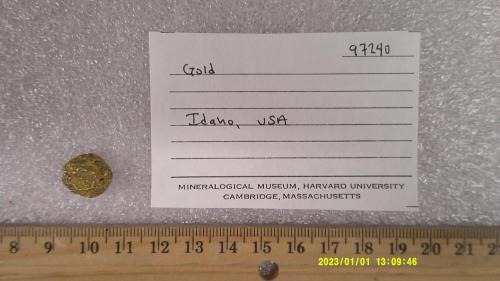 97240
Gold
Idaho, USA
MINERALOGICAL MUSEUM, HARVARD UNIVERSITY
CAMBRIDGE, MASSACHUSETTS
8 9 10 11 12 13 14 15 16 17 18 19 20 21
2023/01/01 13:09:46